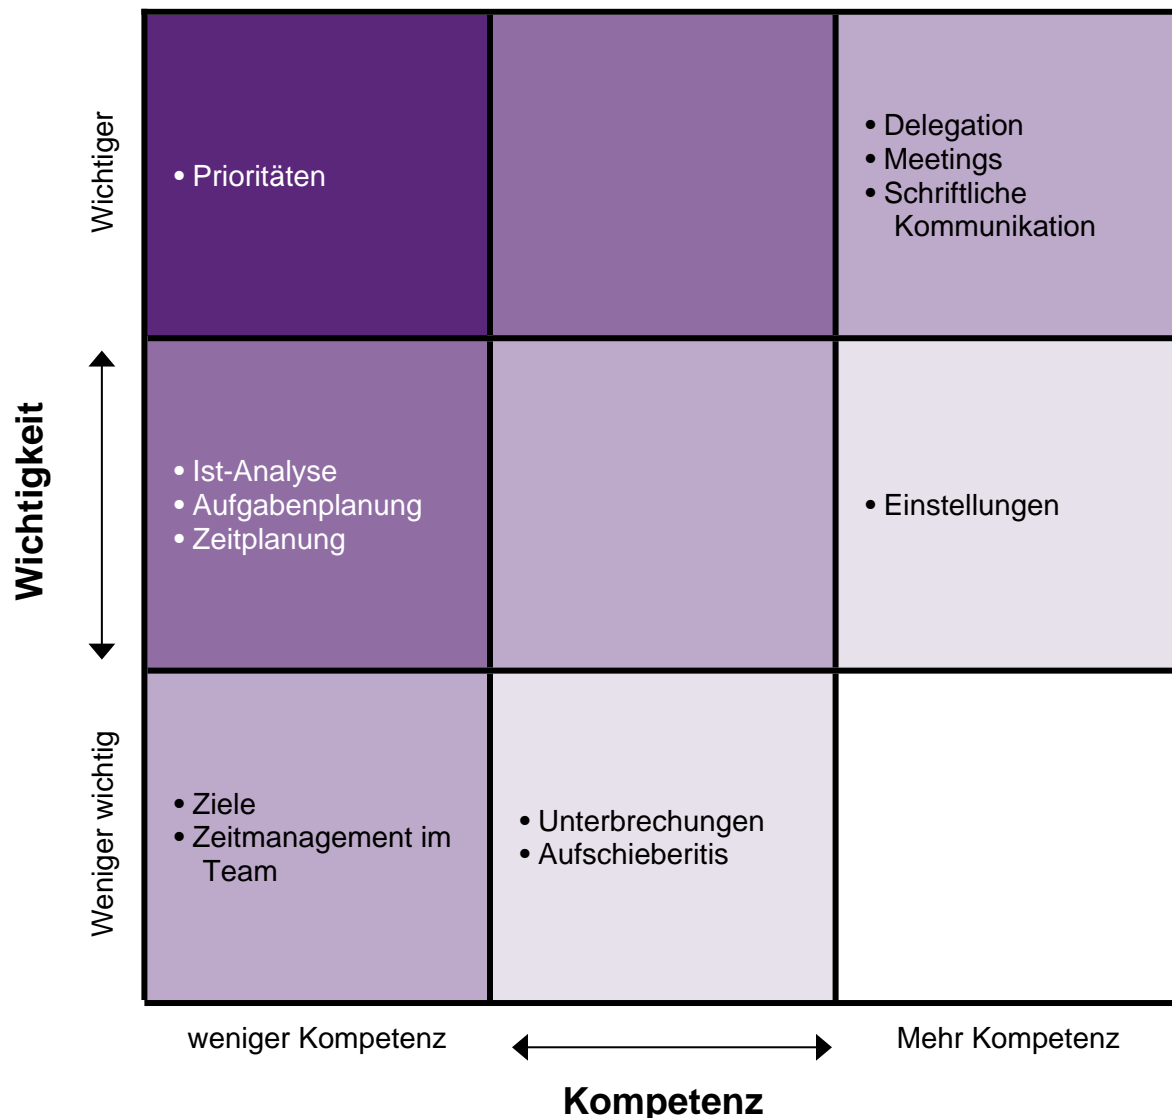 Wichtiger
• Prioritäten
• Delegation
• Meetings
• Schriftliche
Kommunikation
Wichtigkeit
• Ist-Analyse
• Aufgabenplanung
• Zeitplanung
• Einstellungen
Weniger wichtig
• Ziele
• Zeitmanagement im
Team
• Unterbrechungen
• Aufschieberitis
weniger Kompetenz
Mehr Kompetenz
Kompetenz